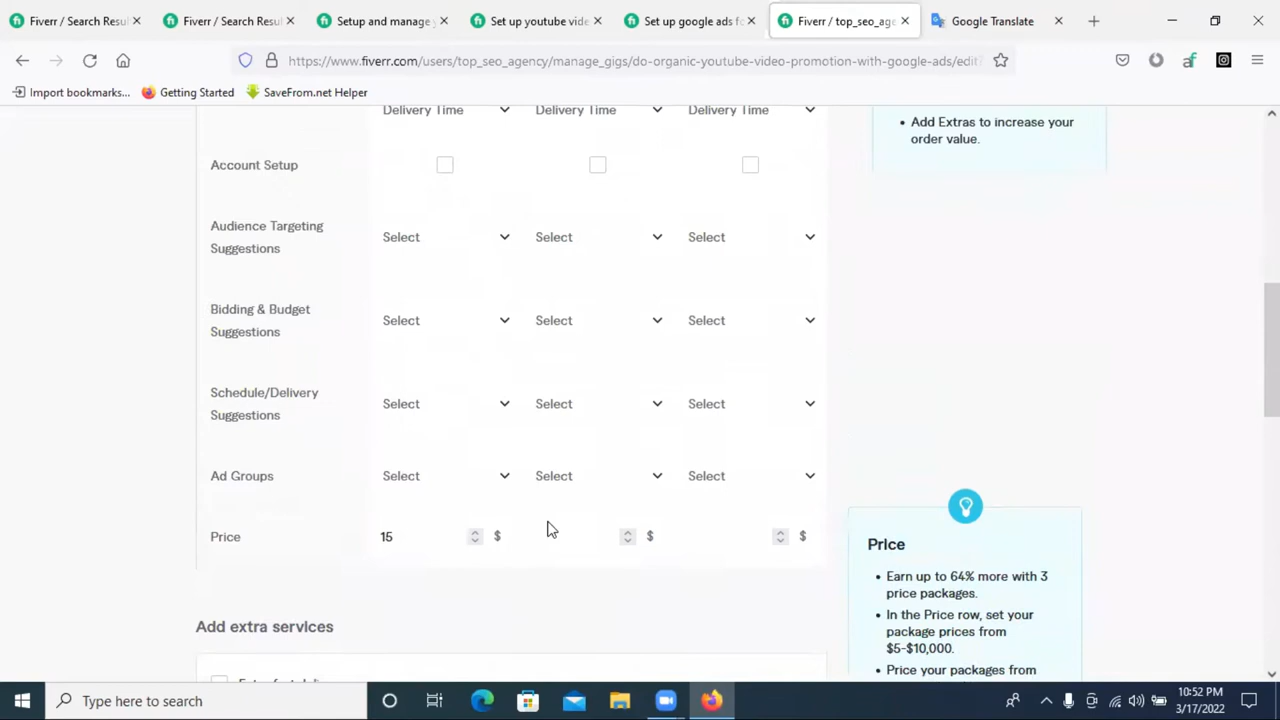 Fiverr / Search Resu
Fiverr / Search Resu
Setup and manage y
Set up youtube vide
Set up google ads fo
Fiverr / top_seo_age
Google Translate
https://www.fiverr.com/users/top_seo_agency/manage_gigs/do-organic-youtube-video-promotion-with-google-ads/edit
Import bookmarks...
Getting Started
SaveFrom.net Helper
Delivery Time
Delivery Time
Delivery Time
Add Extras to increase your
order value.
Account Setup
Audience Targeting
Suggestions
Select
Select
Select
Bidding & Budget
Suggestions
Select
Select
Select
Schedule/Delivery
Suggestions
Select
Select
Select
Ad Groups
Select
Select
Select
Price
15
$
$
$
Price
Earn up to 64% more with 3
price packages.
In the Price row, set your
package prices from
$5-$10,000.
Price your packages from
Add extra services
Type here to search
10:52 PM
3/17/2022